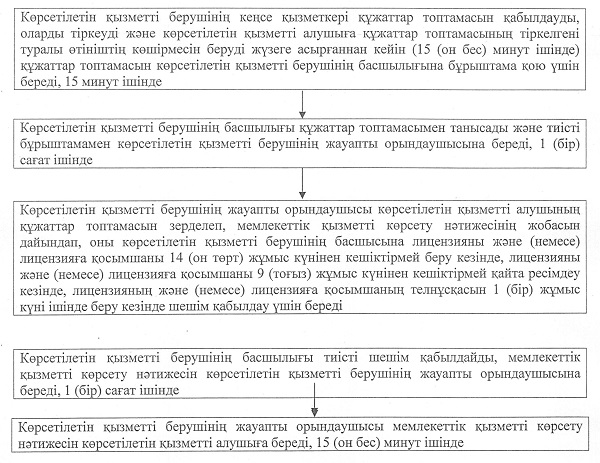 Көрсетілетін қызметті берушінің кеңсе қызметкері құжаттар топтамасын қабылдауды,
оларды тіркеуді және көрсетілетін қызметті алушыға құжаттар топтамасының тіркелгені
туралы өтініштің көшірмесін беруді жүзеге асырғаннан кейін (15 (он бес) минут ішінде)
құжаттар топтамасын көрсетілетін қызметті берушінің басшылығына бұрыштама қою үшін
береді, 15 минут ішінде
Көрсетілетін қызметті берушінің басшылығы құжаттар топтамасымен танысады және тиісті
бұрыштамамен көрсетілетін қызметті берушінің жауапты орындаушысына береді, 1 (бір)
сағат ішінде
Көрсетілетін қызметті берушінің жауапты орындаушысы көрсетілетін қызметті алушының
құжаттар топтамасын зерделеп, мемлекеттік қызметті көрсету нәтижесінің жобасын
дайындап, оны көрсетілетін қызметті берушінің басшысына лицензияны және (немесе)
лицензияға қосымшаны 14 (он төрт) жұмыс күнінен кешіктірмей беру кезінде, лицензияны
және (немесе) лицензияға қосымшаны 9 (тоғыз) жұмыс күнінен кешіктірмей қайта ресімдеу
кезінде, лицензияның және (немесе) лицензияға қосымшаның телнұсқасын 1 (бір) жұмыс
күні ішінде беру кезінде шешім қабылдау үшін береді
Көрсетілетін қызметті берушінің басшылығы тиісті шешім қабылдайды, мемлекеттік
қызметті көрсету нәтижесін көрсетілетін қызметті берушінің жауапты орындаушысына
береді, 1 (бір) сағат ішінде
Көрсетілетін қызметті берушінің жауапты орындаушысы мемлекеттік қызметті көрсету
нәтижесін көрсетілетін қызметті алушыға береді, 15 (он бес) минут ішінде